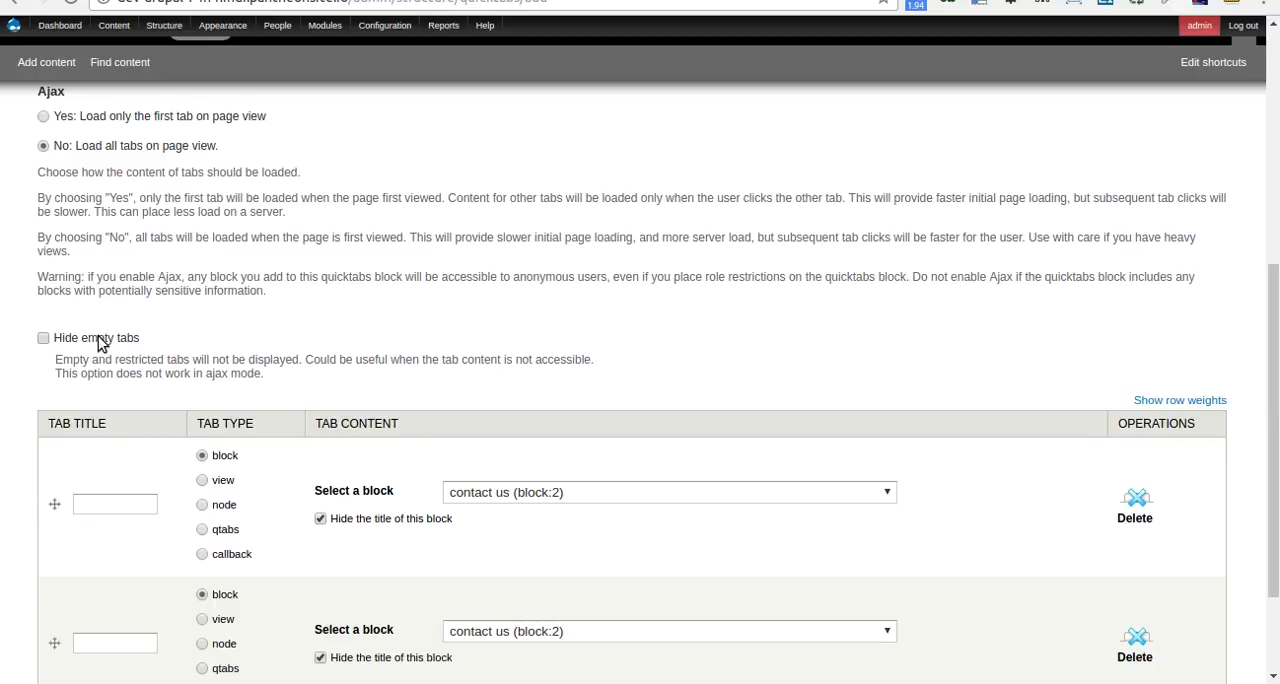 1.94
Dashboard Content Structure Appearance People Modules Configuration Reports Help admin Log out
Add content Find content Edit shortcuts
Ajax
Yes: Load only the first tab on page view
No: Load all tabs on page view.
Choose how the content of tabs should be loaded.
By choosing "Yes", only the first tab will be loaded when the page first viewed. Content for other tabs will be loaded only when the user clicks the other tab. This will provide faster initial page loading, but subsequent tab clicks will
be slower. This can place less load on a server.
By choosing "No", all tabs will be loaded when the page is first viewed. This will provide slower initial page loading, and more server load, but subsequent tab clicks will be faster for the user. Use with care if you have heavy
views.
Warning: if you enable Ajax, any block you add to this quicktabs block will be accessible to anonymous users, even if you place role restrictions on the quicktabs block. Do not enable Ajax if the quicktabs block includes any
blocks with potentially sensitive information.
Hide empty tabs
Empty and restricted tabs will not be displayed. Could be useful when the tab content is not accessible.
This option does not work in ajax mode.
Show row weights
TAB TITLE TAB TYPE TAB CONTENT OPERATIONS
block
view
node
qtabs
callback
Select a block contact us (block:2)
Hide the title of this block
Delete
block
view
node
qtabs
Select a block contact us (block:2)
Hide the title of this block
Delete